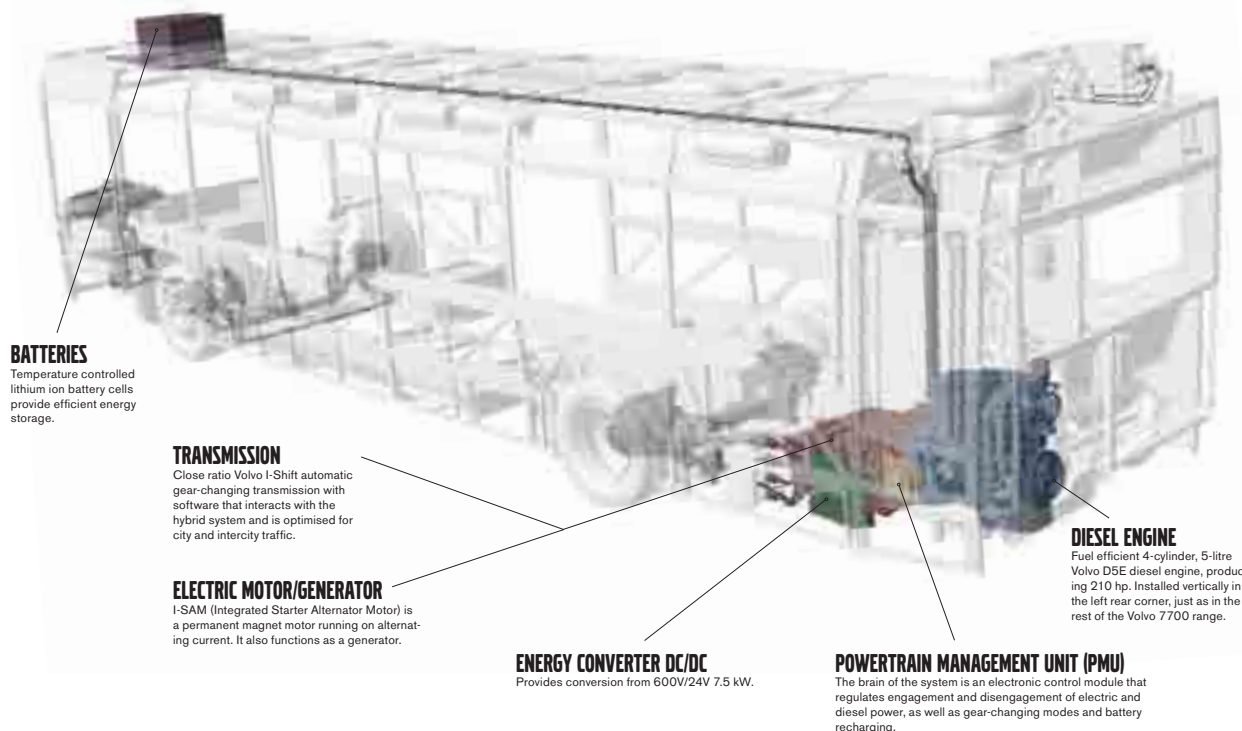 BATTERIES
Temperature controlled
lithium ion battery cells
provide efficient energy
storage.
TRANSMISSION
Close ratio Volvo I-Shift automatic
gear-changing transmission with
software that interacts with the
hybrid system and is optimised for
city and intercity traffic.
ELECTRIC MOTOR/GENERATOR
I-SAM (Integrated Starter Alternator Motor) is
a permanent magnet motor running on alternat-
ing current. It also functions as a generator.
ENERGY CONVERTER DC/DC
Provides conversion from 600V/24V 7.5 kW.
POWERTRAIN MANAGEMENT UNIT (PMU)
The brain of the system is an electronic control module that
regulates engagement and disengagement of electric and
diesel power, as well as gear-changing modes and battery
recharging.
DIESEL ENGINE
Fuel efficient 4-cylinder, 5-litre
Volvo D5E diesel engine, produc
ing 210 hp. Installed vertically in
the left rear corner, just as in the
rest of the Volvo 7700 range.